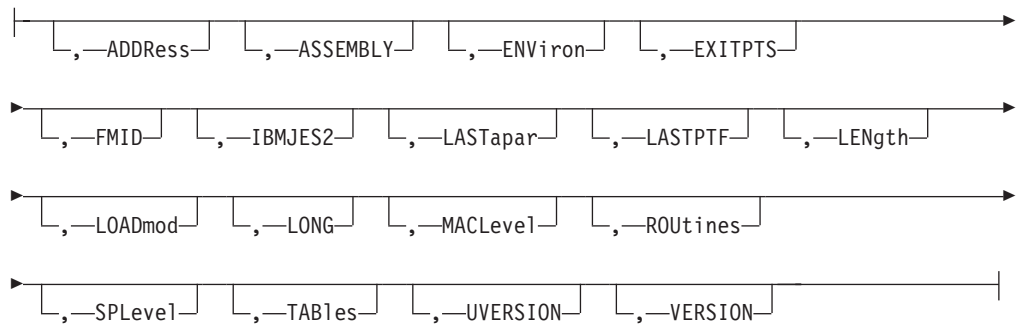 ,—ADDRess ,—ASSEMBLY ,—ENViron ,—EXITPTS
,—FMID ,—IBMJES2 ,—LASTapar ,—LASTPTF ,—LENgth
,—LOADmod ,—LONG ,—MACLevel ,—ROUtines
,—SPLevel ,—TABles ,—UVERSION ,—VERSION